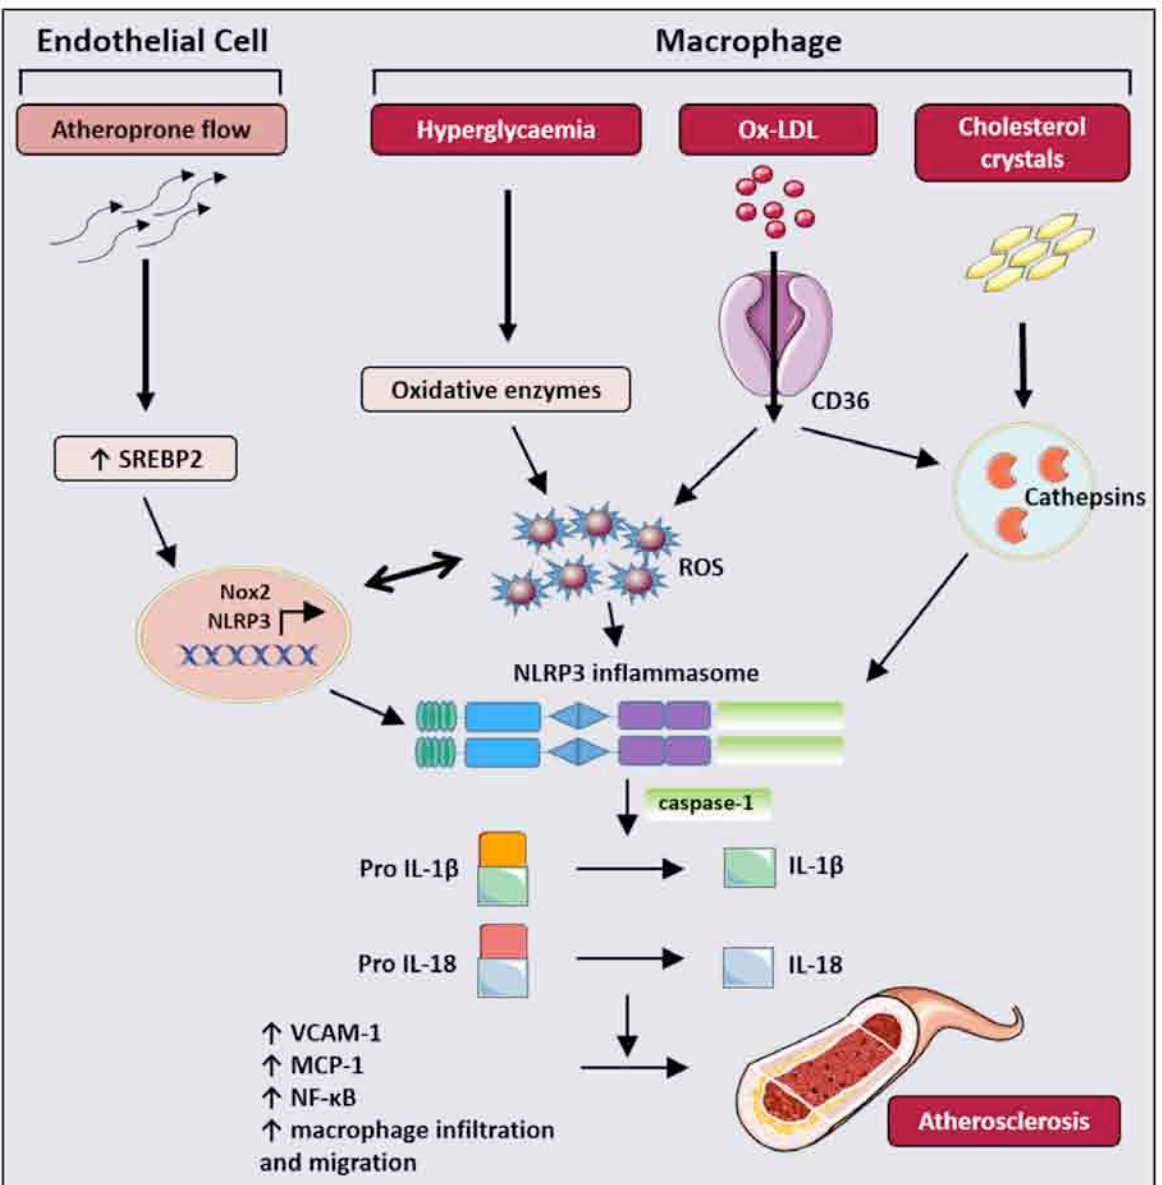 Endothelial Cell
Macrophage
Atheroprone flow
Hyperglycaemia
Ox-LDL
Cholesterol
crystals
Oxidative enzymes
CD36
↑ SREBP2
Cathepsins
Nox2
NLRP3
ROS
NLRP3 inflammasome
caspase-1
Pro IL-1β
IL-1β
Pro IL-18
IL-18
↑ VCAM-1
↑ MCP-1
↑ NF-κB
↑ macrophage infiltration
and migration
Atherosclerosis